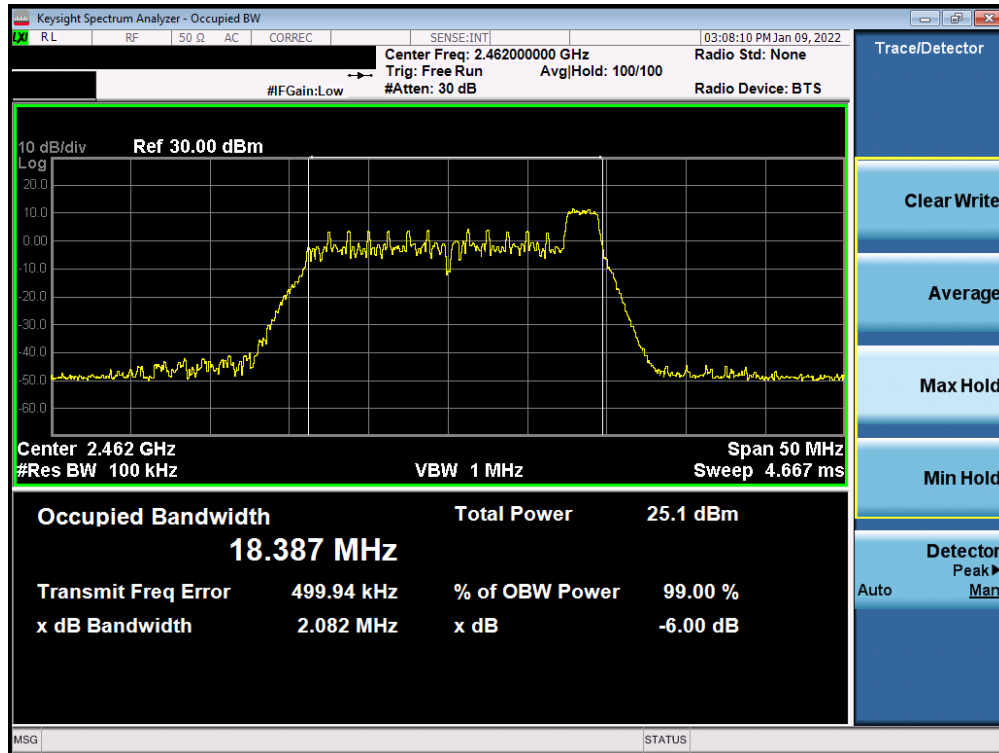 Keysight Spectrum Analyzer - Occupied BW
LXI RL RF 50 Ω AC CORREC SENSE:INT 03:08:10 PM Jan 09, 2022
Center Freq: 2.462000000 GHz Radio Std: None
Trig: Free Run Avg|Hold: 100/100
#IFGain:Low #Atten: 30 dB Radio Device: BTS
Trace/Detector
10 dB/div Ref 30.00 dBm
Log
20.0
10.0
0.00
-10.0
-20.0
-30.0
-40.0
-50.0
-60.0
Center 2.462 GHz Span 50 MHz
#Res BW 100 kHz VBW 1 MHz Sweep 4.667 ms
Occupied Bandwidth Total Power 25.1 dBm
18.387 MHz
Transmit Freq Error 499.94 kHz % of OBW Power 99.00 %
x dB Bandwidth 2.082 MHz x dB -6.00 dB
Clear Write
Average
Max Hold
Min Hold
Detector
Peak▶
Auto Man
MSG STATUS